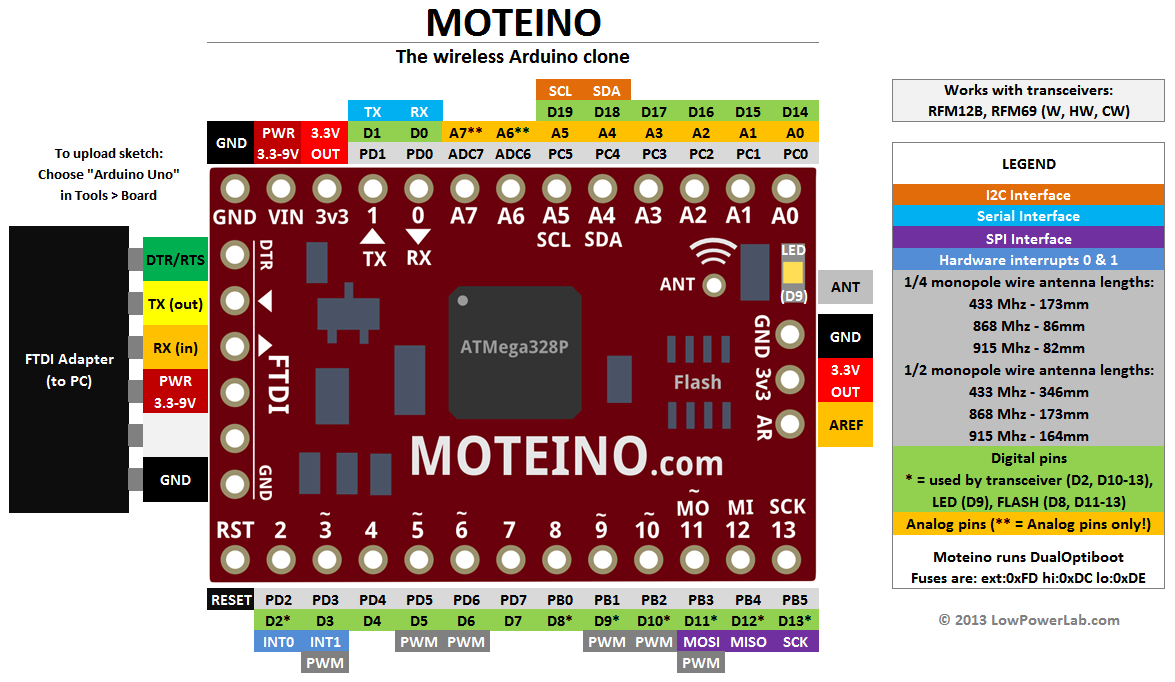 MOTEINO
The wireless Arduino clone
SCL SDA
TX RX D19 D18 D17 D16 D15 D14
GND PWR 3.3V D1 D0 A7** A6** A5 A4 A3 A2 A1 A0
3.3-9V OUT PD1 PD0 ADC7 ADC6 PC5 PC4 PC3 PC2 PC1 PC0
To upload sketch:
Choose "Arduino Uno"
in Tools > Board
GND VIN 3v3 1 0 A7 A6 A5 A4 A3 A2 A1 A0
SCL SDA
TX RX
DTR
ANT
LED
(D9)
FTDI Adapter
(to PC)
DTR/RTS
TX (out)
RX (in)
PWR
3.3-9V
GND
FTDI
GND
ATMega328P
Flash
GND 3v3 AR
ANT
GND
3.3V
OUT
AREF
MOTEINO.com
~
MO MI SCK
~ ~ ~ ~ ~
RST 2 3 4 5 6 7 8 9 10 11 12 13
RESET PD2 PD3 PD4 PD5 PD6 PD7 PB0 PB1 PB2 PB3 PB4 PB5
D2* D3 D4 D5 D6 D7 D8* D9* D10* D11* D12* D13*
INT0 INT1 PWM PWM PWM PWM MOSI MISO SCK
PWM PWM
Works with transceivers:
RFM12B, RFM69 (W, HW, CW)
LEGEND
I2C Interface
Serial Interface
SPI Interface
Hardware interrupts 0 & 1
1/4 monopole wire antenna lengths:
433 Mhz - 173mm
868 Mhz - 86mm
915 Mhz - 82mm
1/2 monopole wire antenna lengths:
433 Mhz - 346mm
868 Mhz - 173mm
915 Mhz - 164mm
Digital pins
* = used by transceiver (D2, D10-13),
LED (D9), FLASH (D8, D11-13)
Analog pins (** = Analog pins only!)
Moteino runs DualOptiboot
Fuses are: ext:0xFD hi:0xDC lo:0xDE
© 2013 LowPowerLab.com